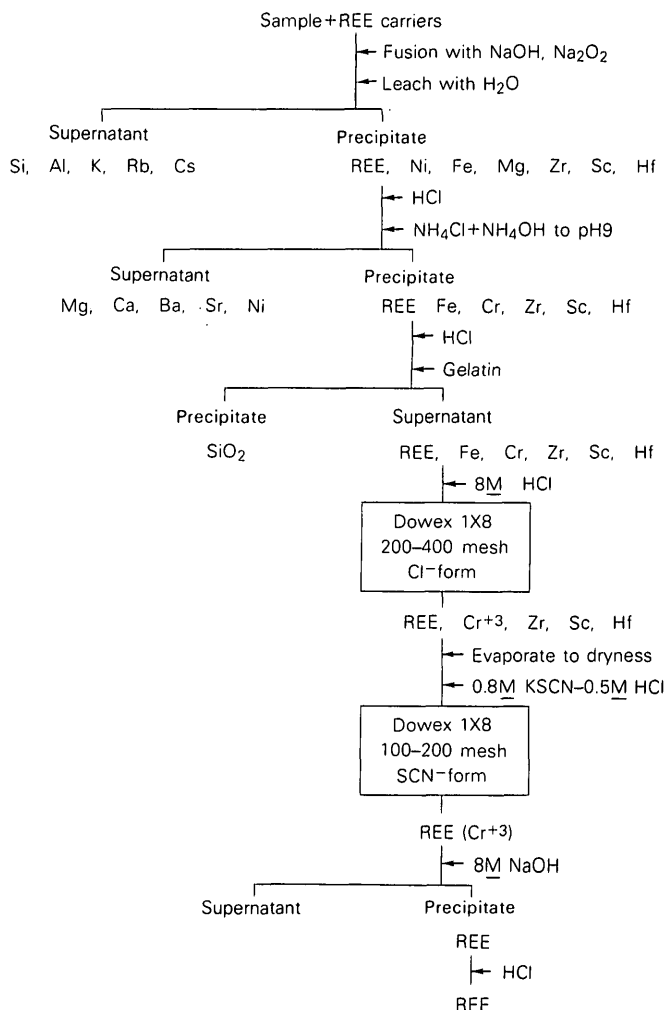 Sample+REE carriers
Fusion with NaOH, Na2O2
Leach with H2O
Supernatant Precipitate
Si, Al, K, Rb, Cs REE, Ni, Fe, Mg, Zr, Sc, Hf
HCl
NH4Cl+NH4OH to pH9
Supernatant Precipitate
Mg, Ca, Ba, Sr, Ni REE Fe, Cr, Zr, Sc, Hf
HCl
Gelatin
Precipitate Supernatant
SiO2 REE, Fe, Cr, Zr, Sc, Hf
8M HCl
Dowex 1X8
200–400 mesh
Cl−form
REE, Cr+3, Zr, Sc, Hf
Evaporate to dryness
0.8M KSCN–0.5M HCl
Dowex 1X8
100–200 mesh
SCN−form
REE (Cr+3)
8M NaOH
Supernatant Precipitate
REE
HCl
REE